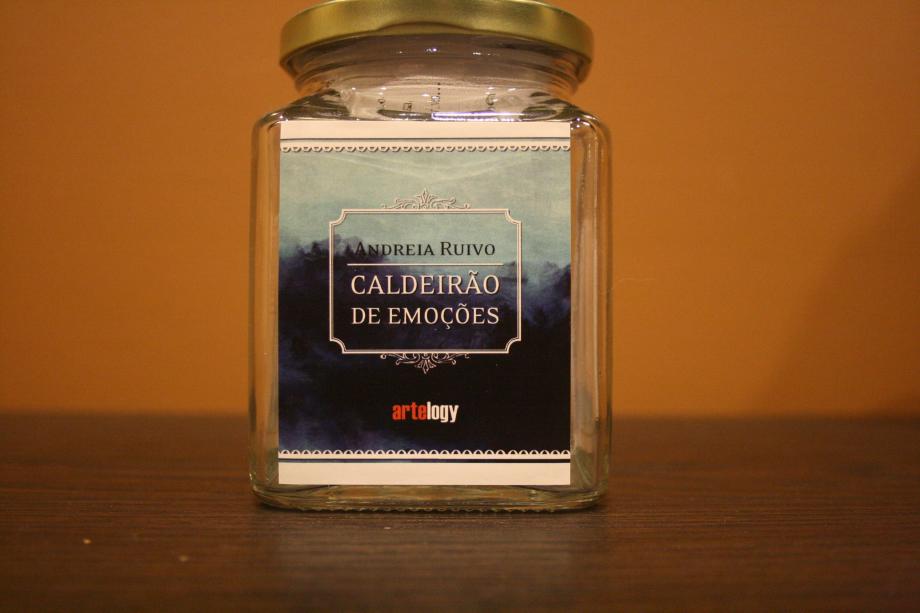 Andreia Ruivo
CALDEIRÃO
DE EMOÇÕES
artelogy